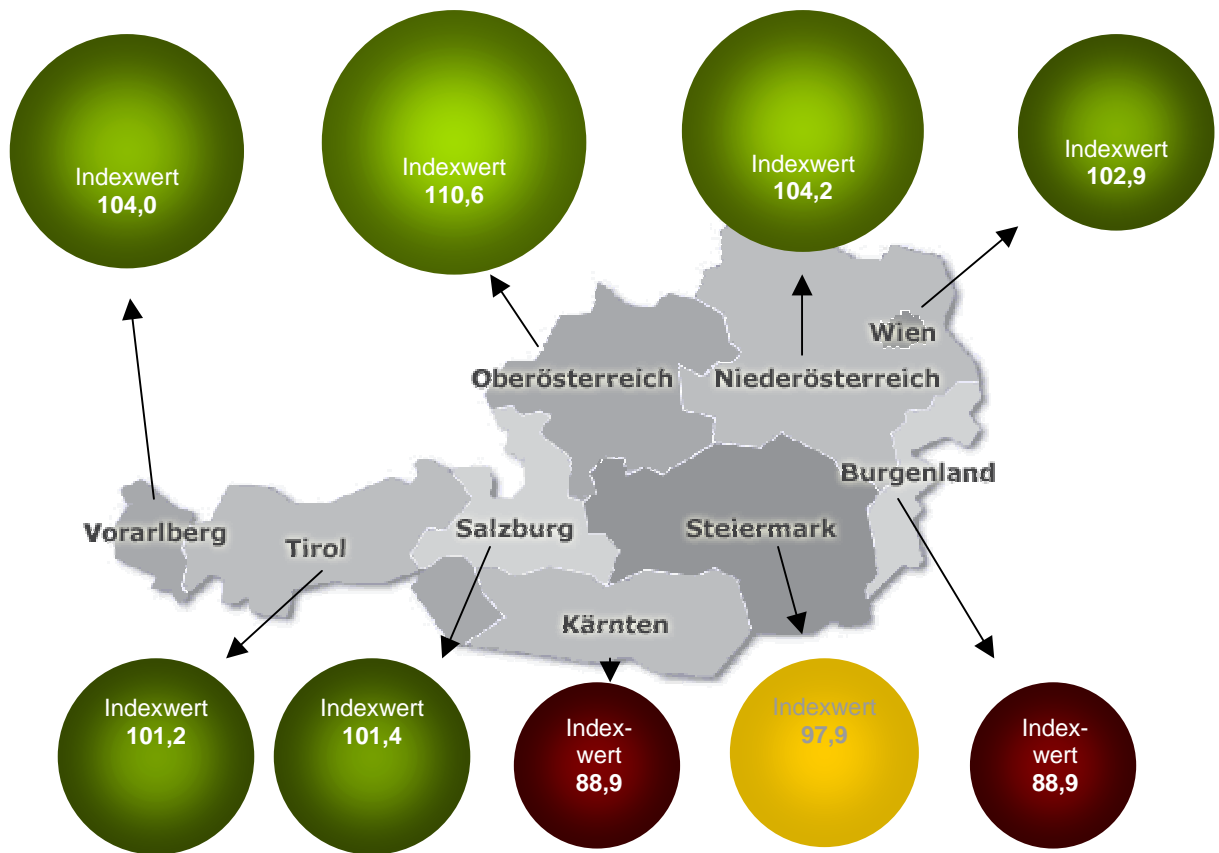 Indexwert
104,0
Indexwert
110,6
Indexwert
104,2
Indexwert
102,9
Wien
Oberösterreich
Niederösterreich
Burgenland
Vorarlberg
Tirol
Salzburg
Steiermark
Kärnten
Indexwert
101,2
Indexwert
101,4
Index-
wert
88,9
Indexwert
97,9
Index-
wert
88,9